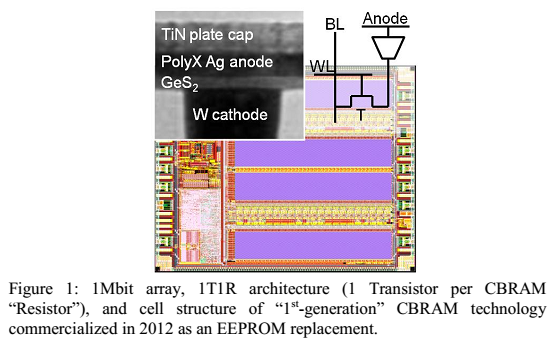 TiN plate cap
PolyX Ag anode
GeS2
W cathode
BL
Anode
WL
Figure 1: 1Mbit array, 1T1R architecture (1 Transistor per CBRAM
“Resistor”), and cell structure of “1st-generation” CBRAM technology
commercialized in 2012 as an EEPROM replacement.